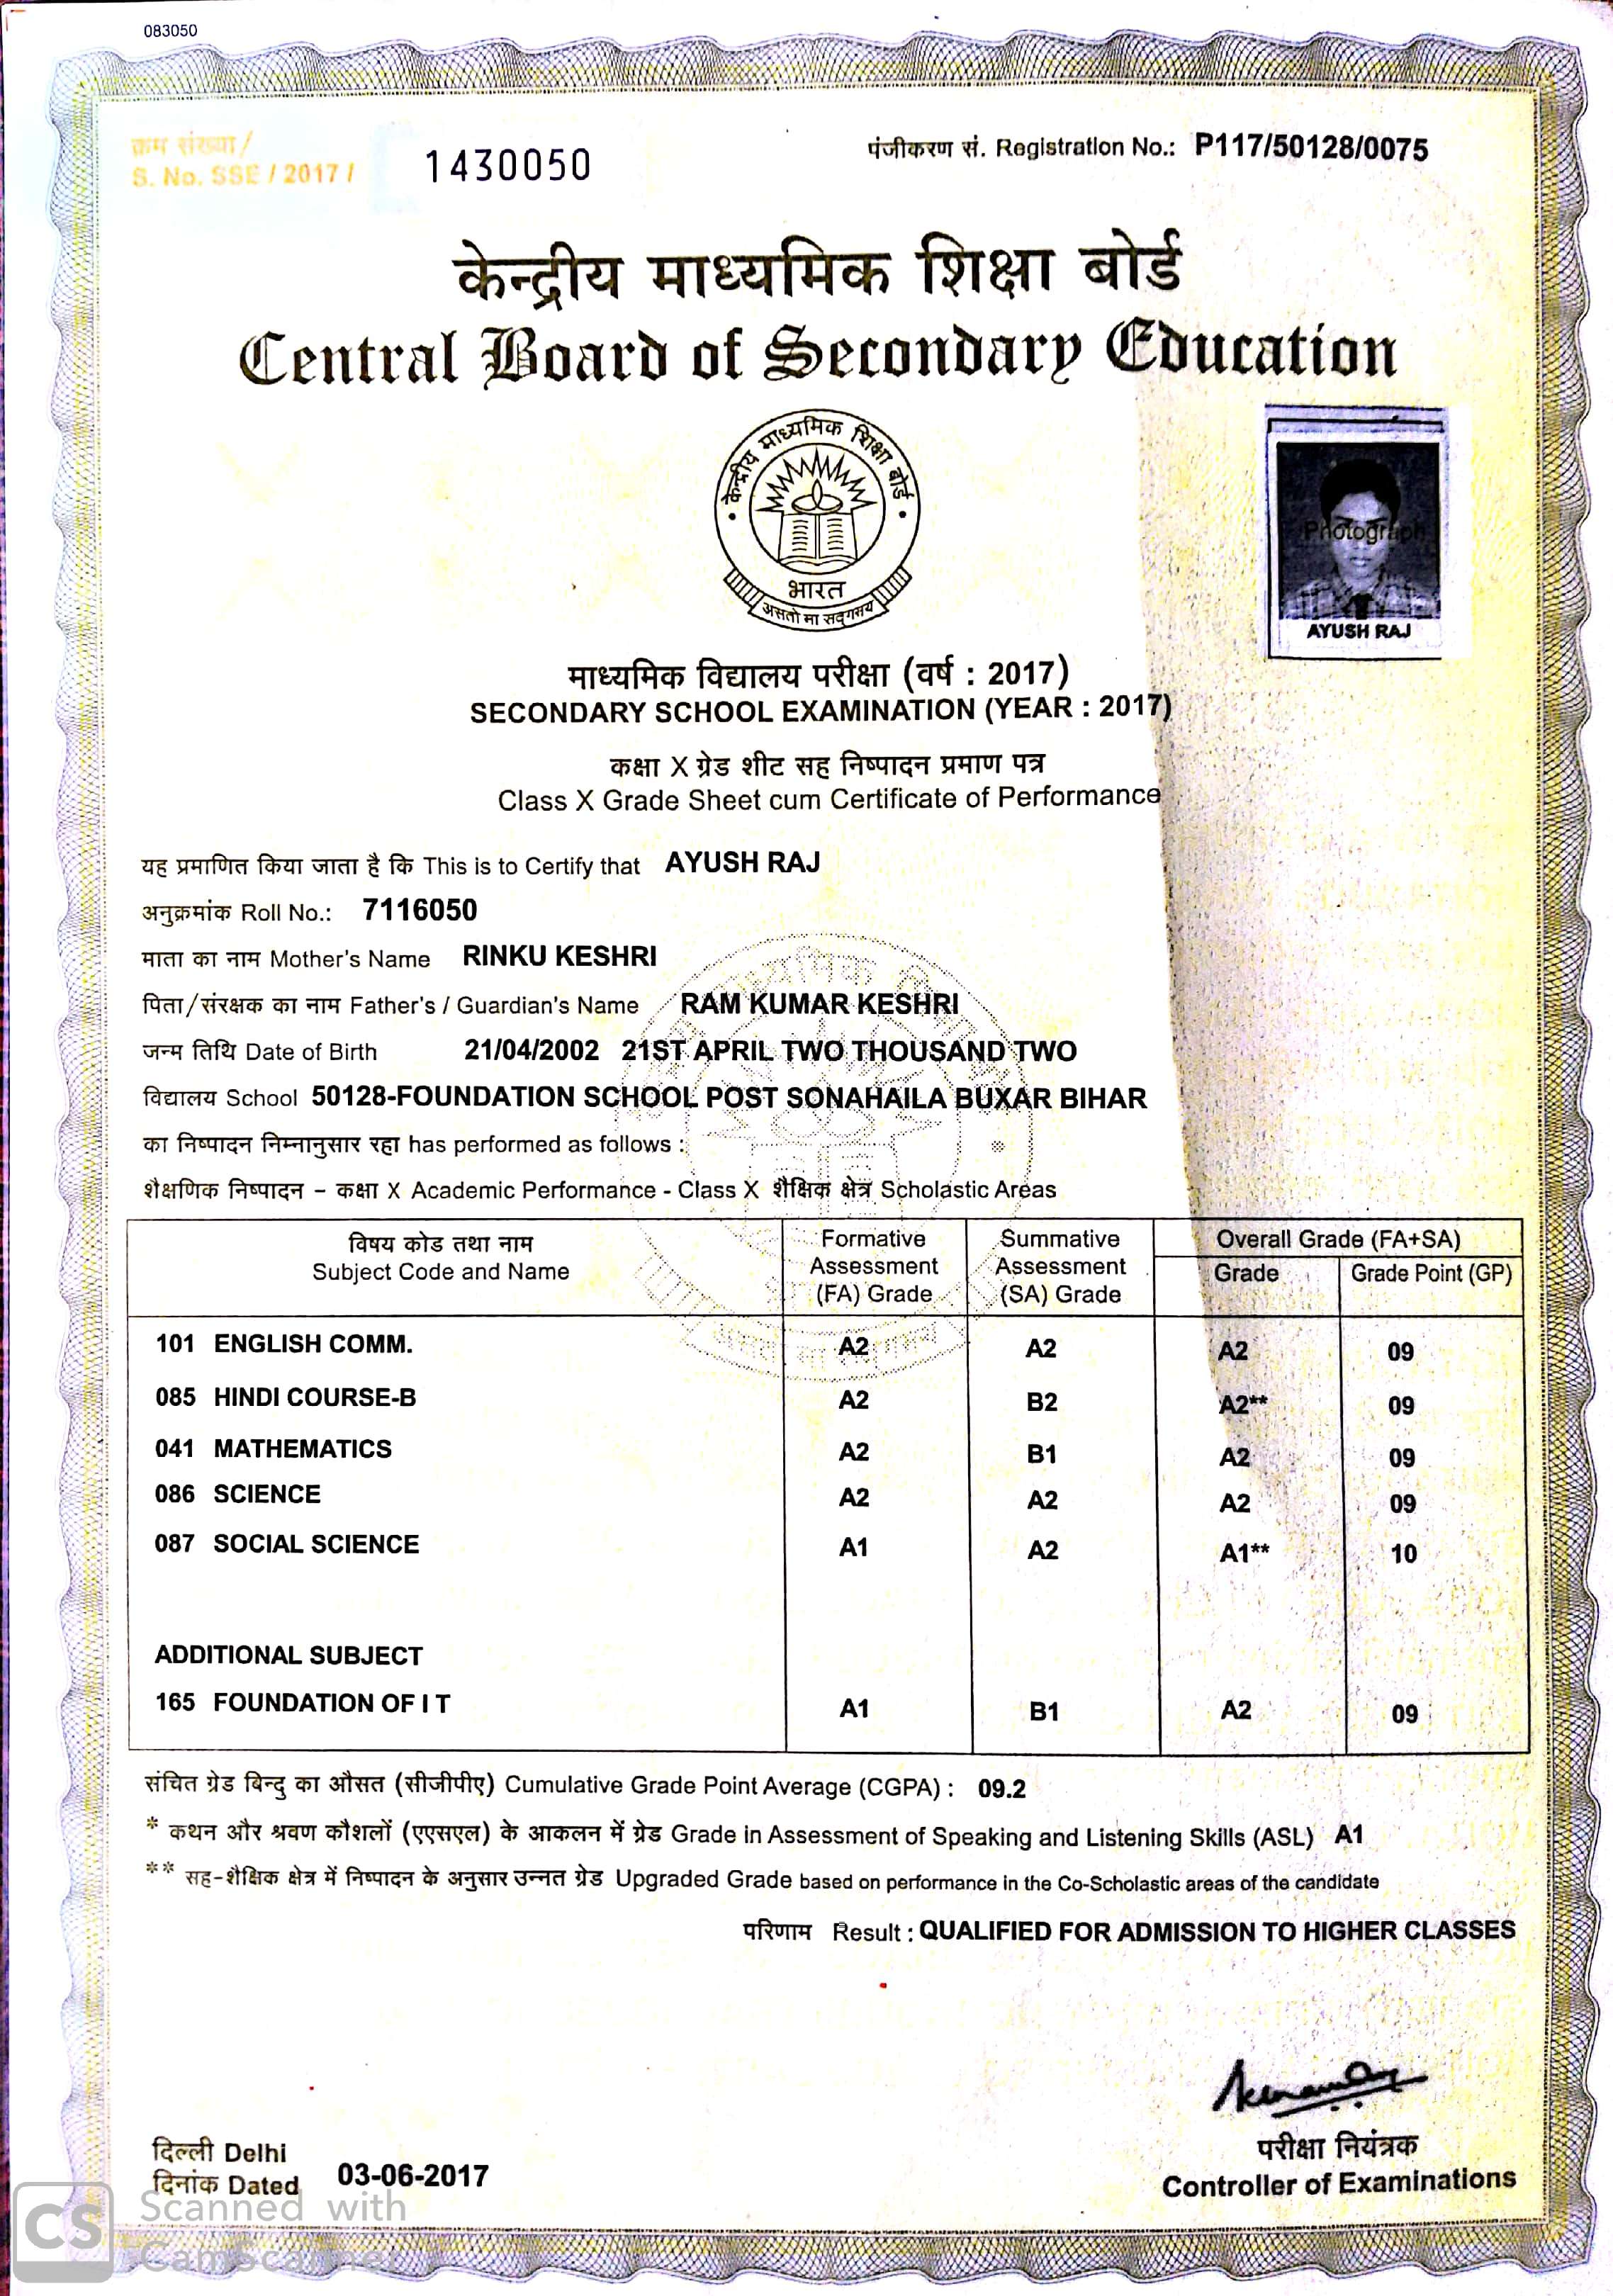 083050
क्रम संख्या/
S. No. SSE / 2017 / 1430050
पंजीकरण सं. Registration No.: P117/50128/0075
केन्द्रीय माध्यमिक शिक्षा बोर्ड
Central Board of Secondary Education
केन्द्रीय माध्यमिक शिक्षा बोर्ड
भारत
असतो मा सद्गमय
Photograph
AYUSH RAJ
माध्यमिक विद्यालय परीक्षा (वर्ष : 2017)
SECONDARY SCHOOL EXAMINATION (YEAR : 2017)
कक्षा X ग्रेड शीट सह निष्पादन प्रमाण पत्र
Class X Grade Sheet cum Certificate of Performance
यह प्रमाणित किया जाता है कि This is to Certify that AYUSH RAJ
अनुक्रमांक Roll No.: 7116050
माता का नाम Mother's Name RINKU KESHRI
पिता/संरक्षक का नाम Father's / Guardian's Name RAM KUMAR KESHRI
जन्म तिथि Date of Birth 21/04/2002 21ST APRIL TWO THOUSAND TWO
विद्यालय School 50128-FOUNDATION SCHOOL POST SONAHAILA BUXAR BIHAR
का निष्पादन निम्नानुसार रहा has performed as follows :
शैक्षणिक निष्पादन – कक्षा X Academic Performance - Class X शैक्षिक क्षेत्र Scholastic Areas
विषय कोड तथा नाम
Subject Code and Name
Formative
Assessment
(FA) Grade
Summative
Assessment
(SA) Grade
Overall Grade (FA+SA)
Grade Grade Point (GP)
101 ENGLISH COMM. A2 A2 A2 09
085 HINDI COURSE-B A2 B2 A2** 09
041 MATHEMATICS A2 B1 A2 09
086 SCIENCE A2 A2 A2 09
087 SOCIAL SCIENCE A1 A2 A1** 10
ADDITIONAL SUBJECT
165 FOUNDATION OF I T A1 B1 A2 09
संचित ग्रेड बिन्दु का औसत (सीजीपीए) Cumulative Grade Point Average (CGPA) : 09.2
* कथन और श्रवण कौशलों (एएसएल) के आकलन में ग्रेड Grade in Assessment of Speaking and Listening Skills (ASL) A1
** सह-शैक्षिक क्षेत्र में निष्पादन के अनुसार उन्नत ग्रेड Upgraded Grade based on performance in the Co-Scholastic areas of the candidate
परिणाम Result : QUALIFIED FOR ADMISSION TO HIGHER CLASSES
दिल्ली Delhi
दिनांक Dated 03-06-2017
परीक्षा नियंत्रक
Controller of Examinations
CS Scanned with
CamScanner